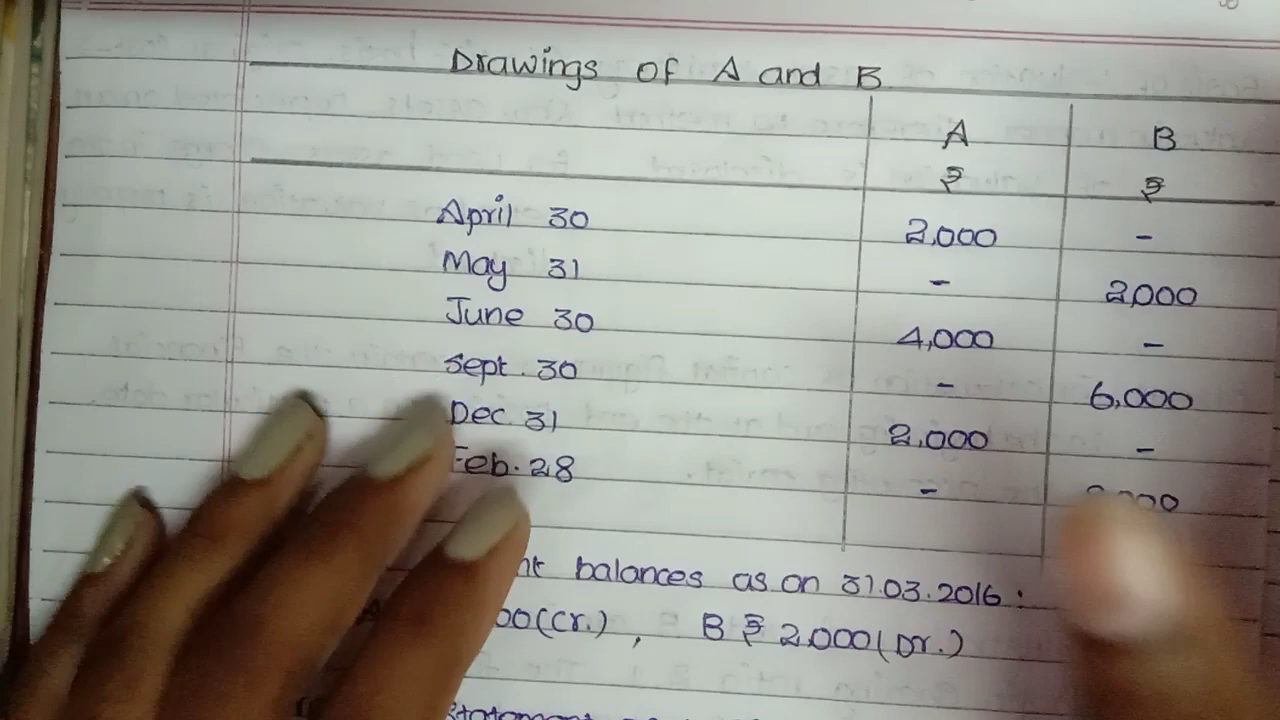 Drawings of A and B
A B
₹ ₹
April 30 2,000 -
May 31 - 2,000
June 30 4,000 -
Sept. 30 - 6,000
Dec. 31 2,000 -
Feb. 28 -
balances as on 31.03.2016 :
00(Cr.) , B ₹ 2,000 (Dr.)